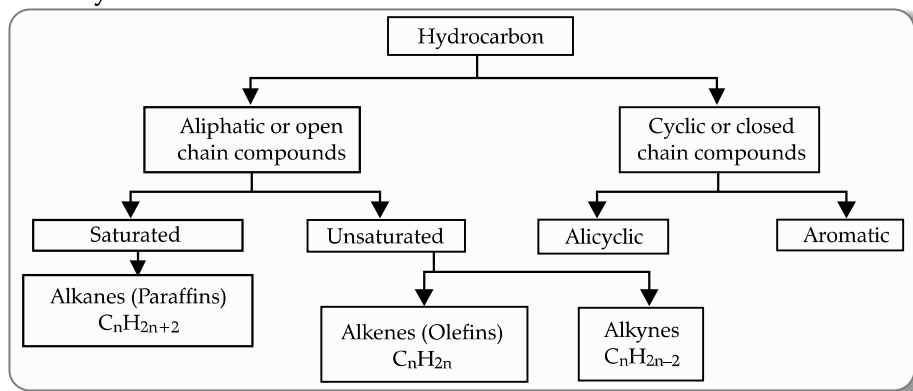 Hydrocarbon
Aliphatic or open
chain compounds
Cyclic or closed
chain compounds
Saturated
Unsaturated
Alicyclic
Aromatic
Alkanes (Paraffins)
CₙH₂ₙ₊₂
Alkenes (Olefins)
CₙH₂ₙ
Alkynes
CₙH₂ₙ₋₂